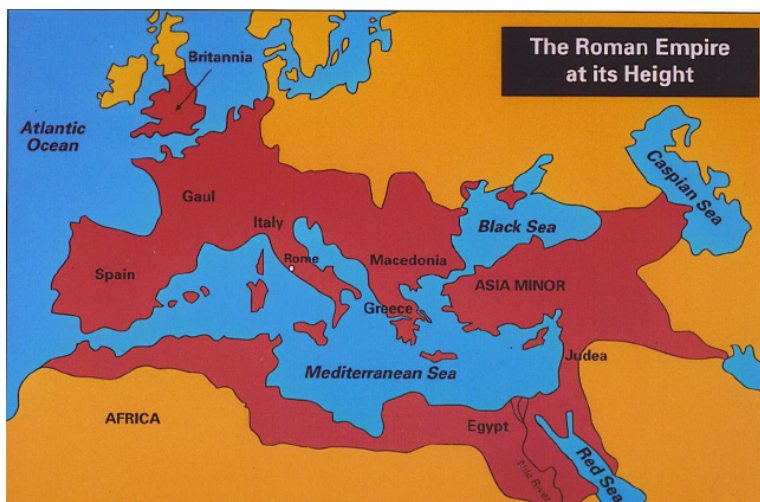 The Roman Empire
at its Height
Britannia
Atlantic
Ocean
Caspian Sea
Gaul
Italy
Black Sea
Rome
Macedonia
Spain
ASIA MINOR
Greece
Judea
Mediterranean Sea
AFRICA
Egypt
Nile River
Red Sea